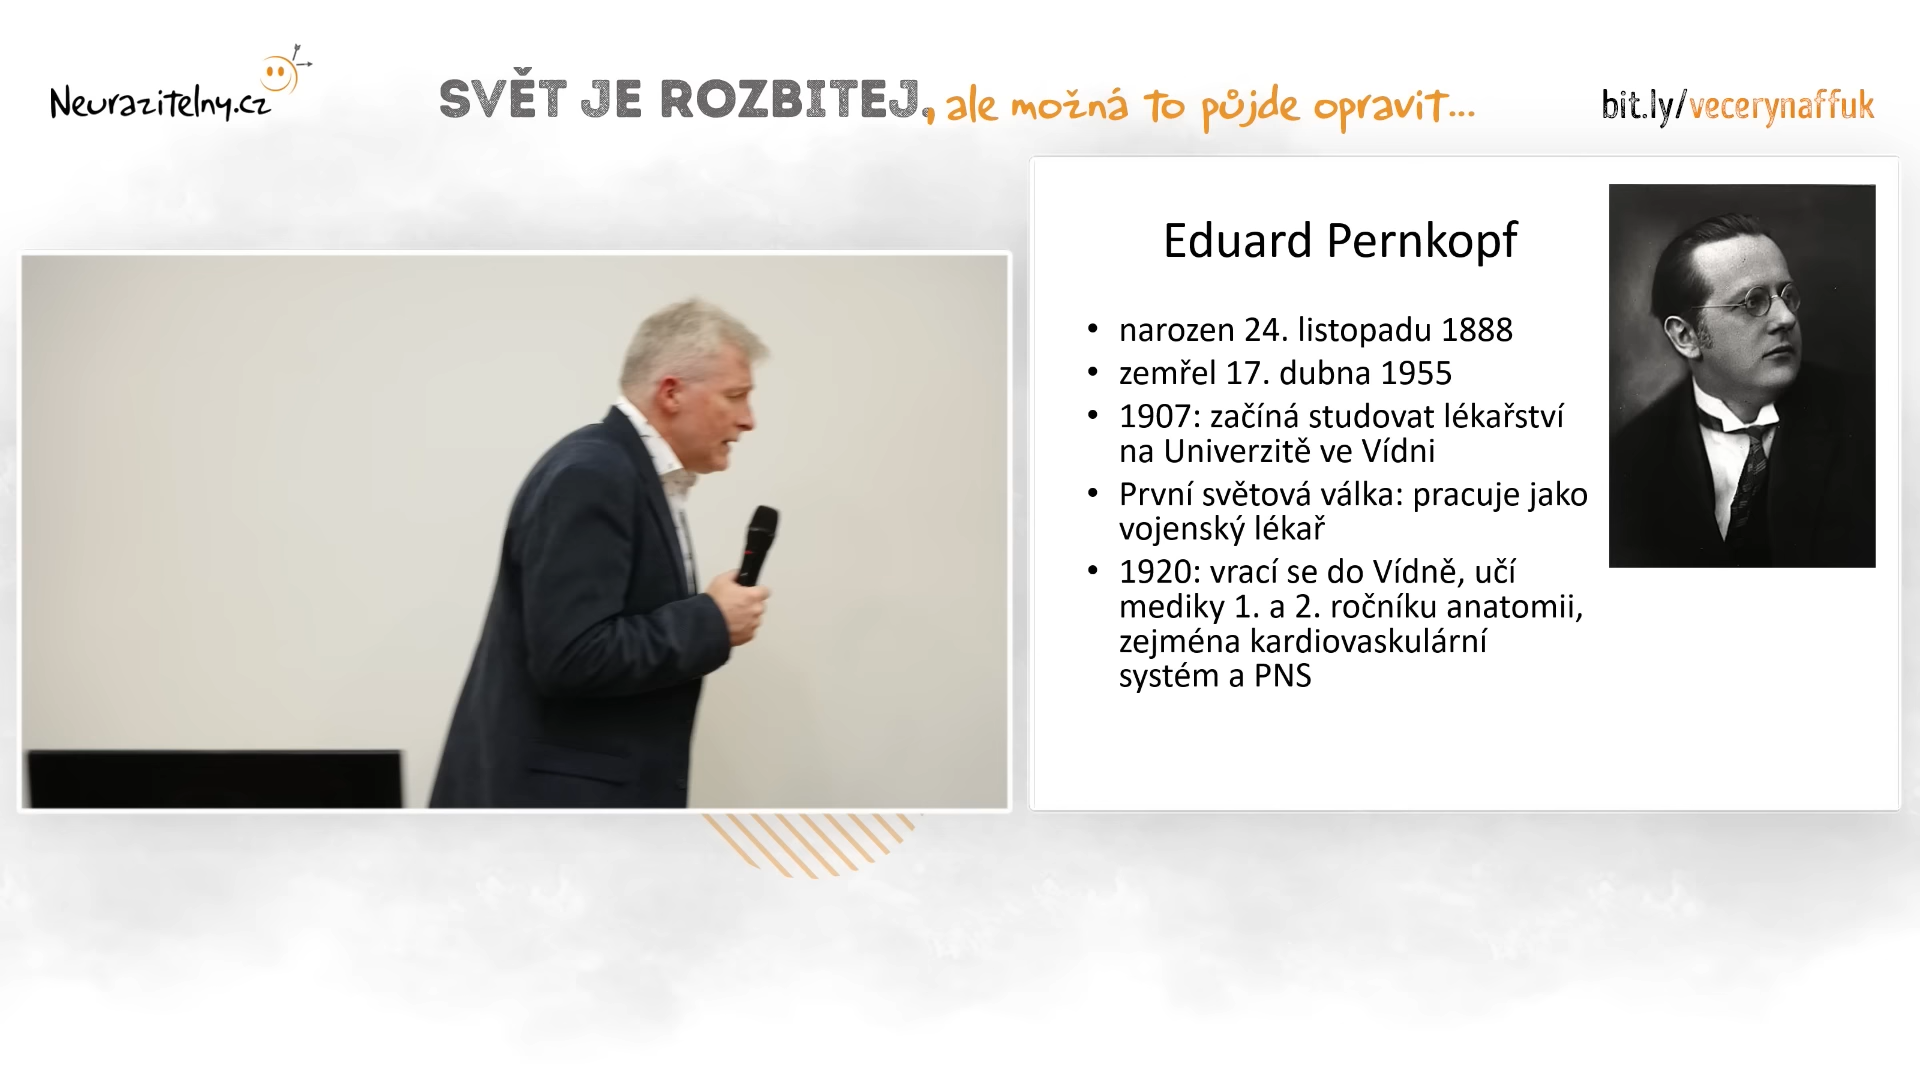 Neurazitelny.cz
SVĚT JE ROZBITEJ, ale možná to půjde opravit...
bit.ly/vecerynaffuk
Eduard Pernkopf
• narozen 24. listopadu 1888
• zemřel 17. dubna 1955
• 1907: začíná studovat lékařství
na Univerzitě ve Vídni
• První světová válka: pracuje jako
vojenský lékař
• 1920: vrací se do Vídně, učí
mediky 1. a 2. ročníku anatomii,
zejména kardiovaskulární
systém a PNS